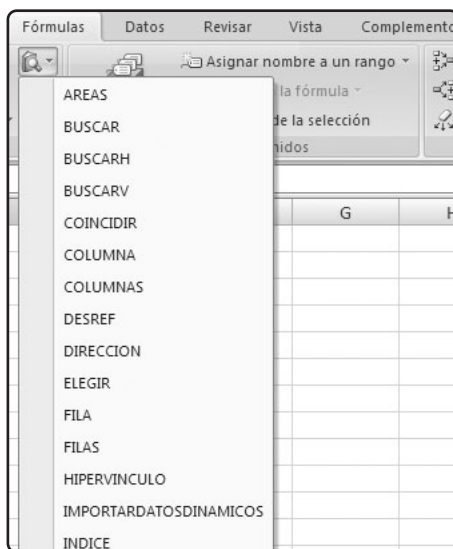 Fórmulas Datos Revisar Vista Complemento
Asignar nombre a un rango
la fórmula
de la selección
nidos
G
AREAS
BUSCAR
BUSCARH
BUSCARV
COINCIDIR
COLUMNA
COLUMNAS
DESREF
DIRECCION
ELEGIR
FILA
FILAS
HIPERVINCULO
IMPORTARDATOSDINAMICOS
INDICE